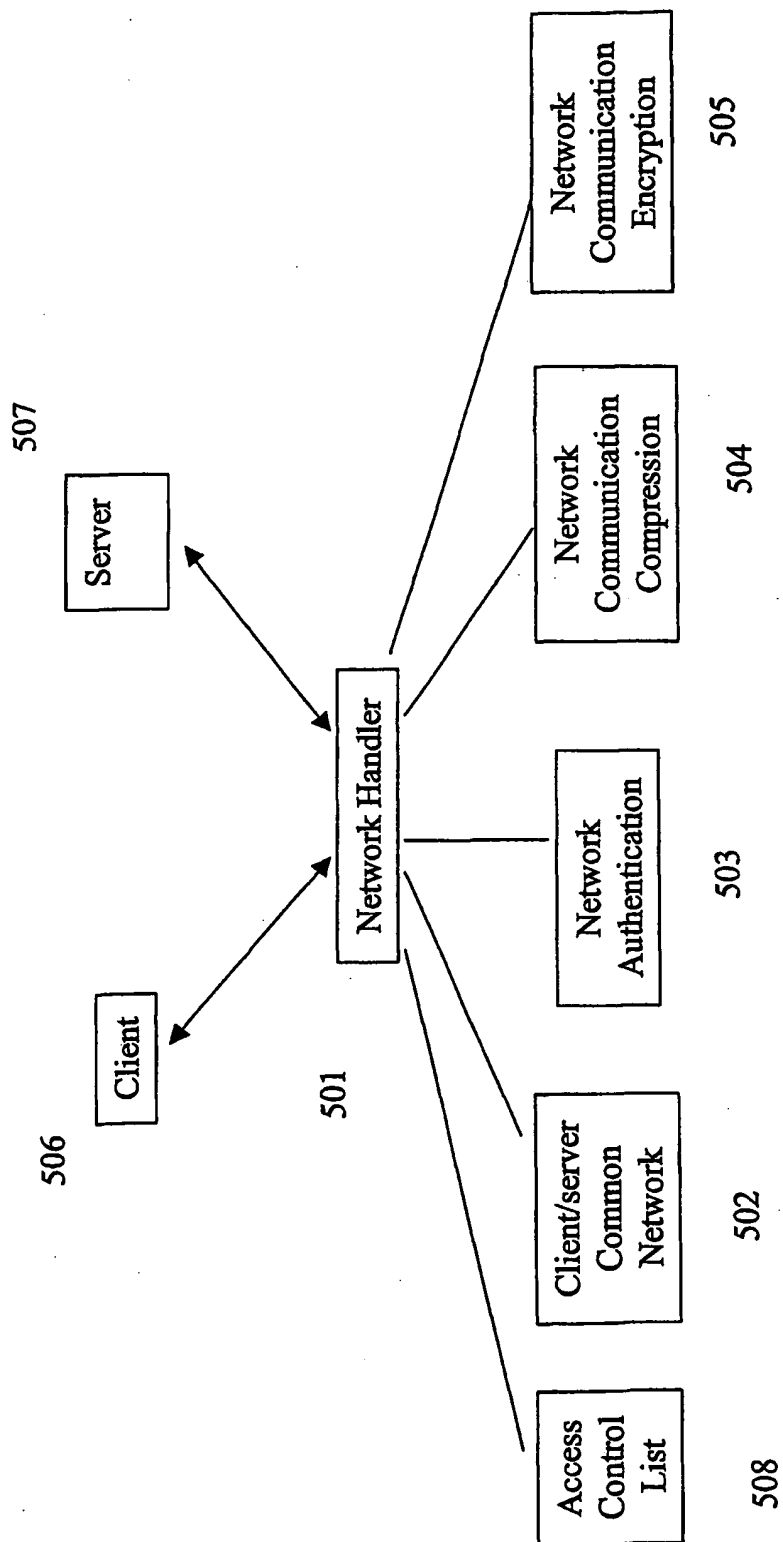 507
Server
506
Client
501
Network Handler
Access
Control
List
508
Client/server
Common
Network
502
Network
Authentication
503
Network
Communication
Compression
504
Network
Communication
Encryption
505